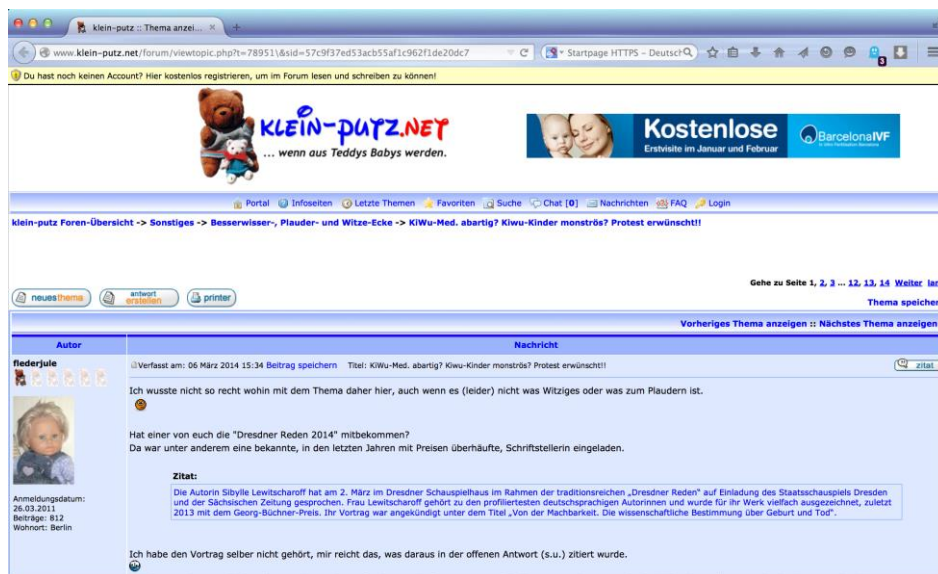 klein-putz :: Thema anzei... × +
www.klein-putz.net/forum/viewtopic.php?t=78951\&sid=57c9f37ed53acb55af1c962f1de20dc7
Startpage HTTPS - Deutsc
3
Du hast noch keinen Account? Hier kostenlos registrieren, um im Forum lesen und schreiben zu können!
KLEIN-PUTZ.NET
... wenn aus Teddys Babys werden.
Kostenlose
Erstvisite im Januar und Februar
BarcelonaIVF
Portal Infoseiten Letzte Themen Favoriten Suche Chat [0] Nachrichten FAQ Login
klein-putz Foren-Übersicht -> Sonstiges -> Besserwisser-, Plauder- und Witze-Ecke -> KiWu-Med. abartig? Kiwu-Kinder monströs? Protest erwünscht!!
Gehe zu Seite 1, 2, 3 ... 12, 13, 14 Weiter lan
neuesthema antwort erstellen printer
Thema speicher
Vorheriges Thema anzeigen :: Nächstes Thema anzeigen
Autor Nachricht
flederjule
Verfasst am: 06 März 2014 15:34 Beitrag speichern Titel: KiWu-Med. abartig? Kiwu-Kinder monströs? Protest erwünscht!!
zitat
Ich wusste nicht so recht wohin mit dem Thema daher hier, auch wenn es (leider) nicht was Witziges oder was zum Plaudern ist.
Hat einer von euch die "Dresdner Reden 2014" mitbekommen?
Da war unter anderem eine bekannte, in den letzten Jahren mit Preisen überhäufte, Schriftstellerin eingeladen.
Zitat:
Die Autorin Sibylle Lewitscharoff hat am 2. März im Dresdner Schauspielhaus im Rahmen der traditionsreichen „Dresdner Reden" auf Einladung des Staatsschauspiels Dresden
und der Sächsischen Zeitung gesprochen. Frau Lewitscharoff gehört zu den profiliertesten deutschsprachigen Autorinnen und wurde für ihr Werk vielfach ausgezeichnet, zuletzt
2013 mit dem Georg-Büchner-Preis. Ihr Vortrag war angekündigt unter dem Titel „Von der Machbarkeit. Die wissenschaftliche Bestimmung über Geburt und Tod".
Anmeldungsdatum:
26.03.2011
Beiträge: 812
Wohnort: Berlin
Ich habe den Vortrag selber nicht gehört, mir reicht das, was daraus in der offenen Antwort (s.u.) zitiert wurde.